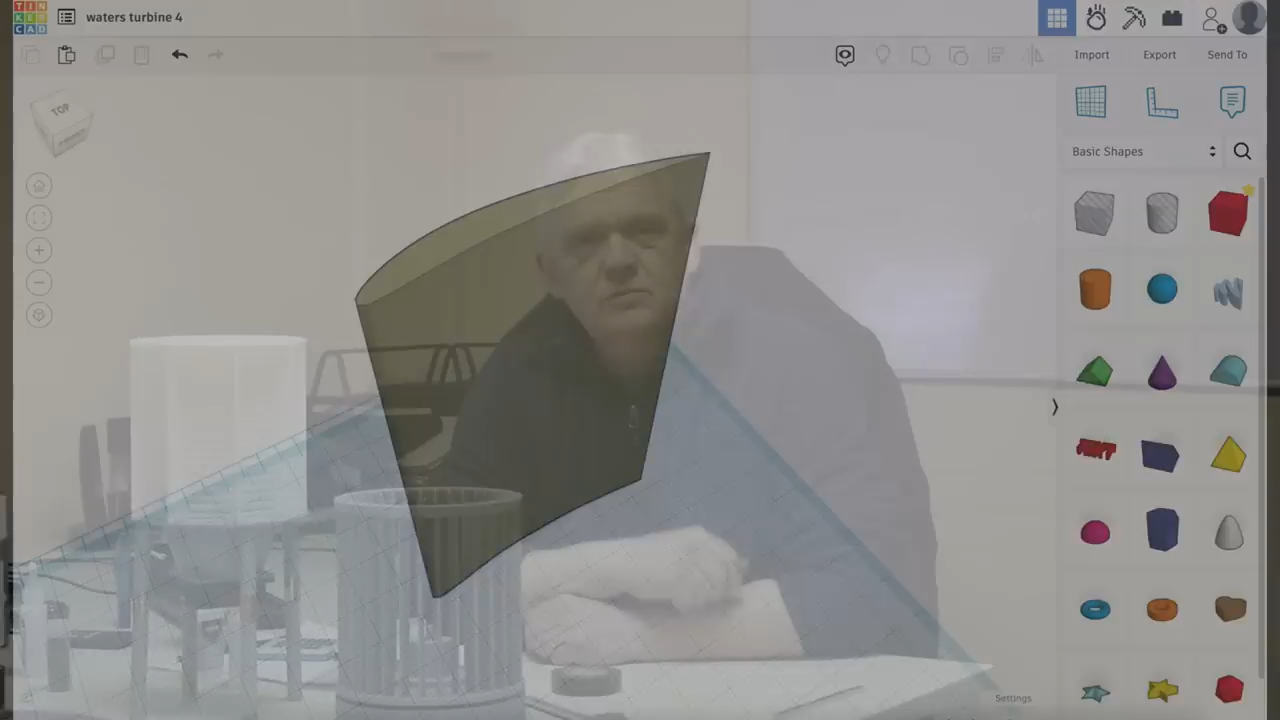 TIN
KER
CAD
waters turbine 4
Import
Export
Send To
TOP
Basic Shapes
Settings